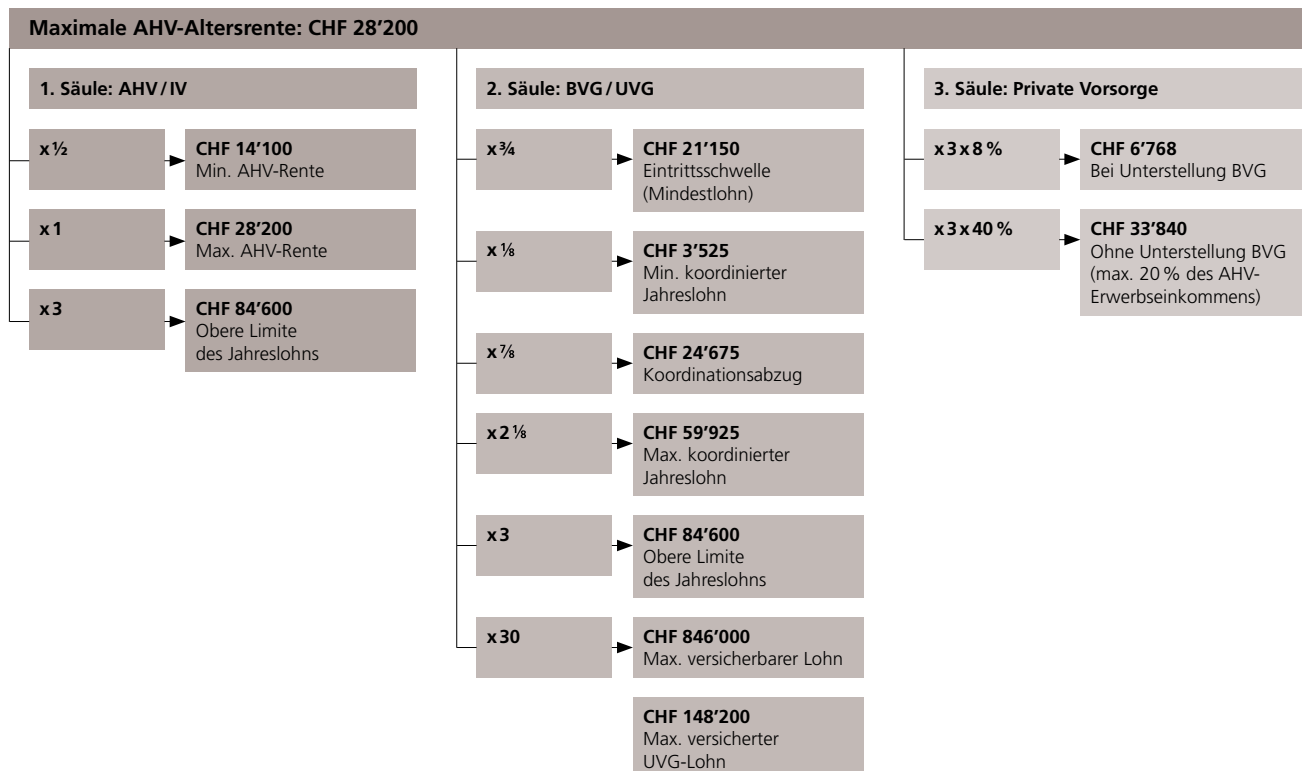 Maximale AHV-Altersrente: CHF 28’200
1. Säule: AHV/IV
x ½
CHF 14’100
Min. AHV-Rente
x 1
CHF 28’200
Max. AHV-Rente
x 3
CHF 84’600
Obere Limite
des Jahreslohns
2. Säule: BVG/UVG
x ¾
CHF 21’150
Eintrittsschwelle
(Mindestlohn)
x ⅛
CHF 3’525
Min. koordinierter
Jahreslohn
x ⅞
CHF 24’675
Koordinationsabzug
x 2 ⅛
CHF 59’925
Max. koordinierter
Jahreslohn
x 3
CHF 84’600
Obere Limite
des Jahreslohns
x 30
CHF 846’000
Max. versicherbarer Lohn
CHF 148’200
Max. versicherter
UVG-Lohn
3. Säule: Private Vorsorge
x 3 x 8 %
CHF 6’768
Bei Unterstellung BVG
x 3 x 40 %
CHF 33’840
Ohne Unterstellung BVG
(max. 20 % des AHV-
Erwerbseinkommens)